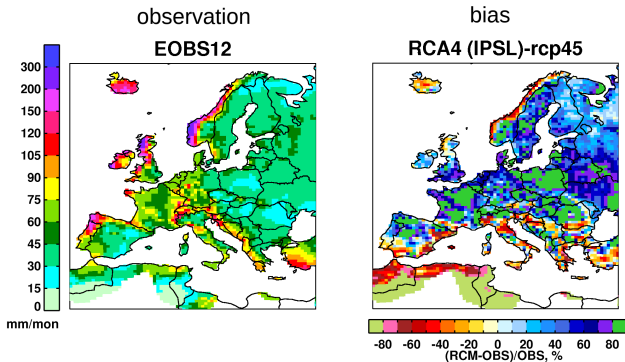 observation
bias
EOBS12
RCA4 (IPSL)-rcp45
300
200
150
120
105
90
75
60
45
30
15
0
mm/mon
-80 -60 -40 -20 0 20 40 60 80
(RCM-OBS)/OBS, %